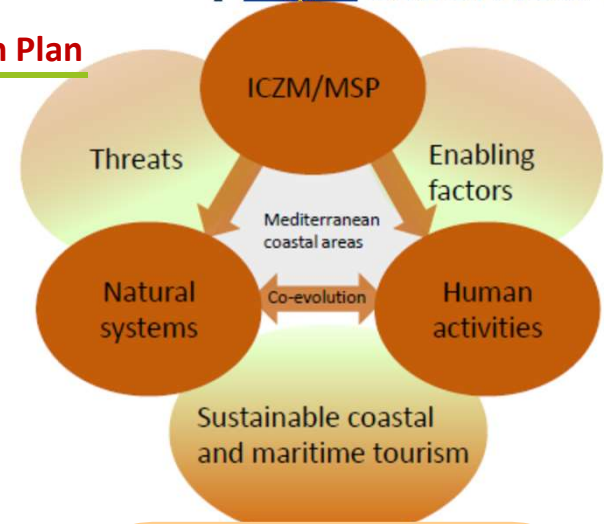 n Plan
ICZM/MSP
Threats
Enabling
factors
Mediterranean
coastal areas
Natural
systems
Co-evolution
Human
activities
Sustainable coastal
and maritime tourism